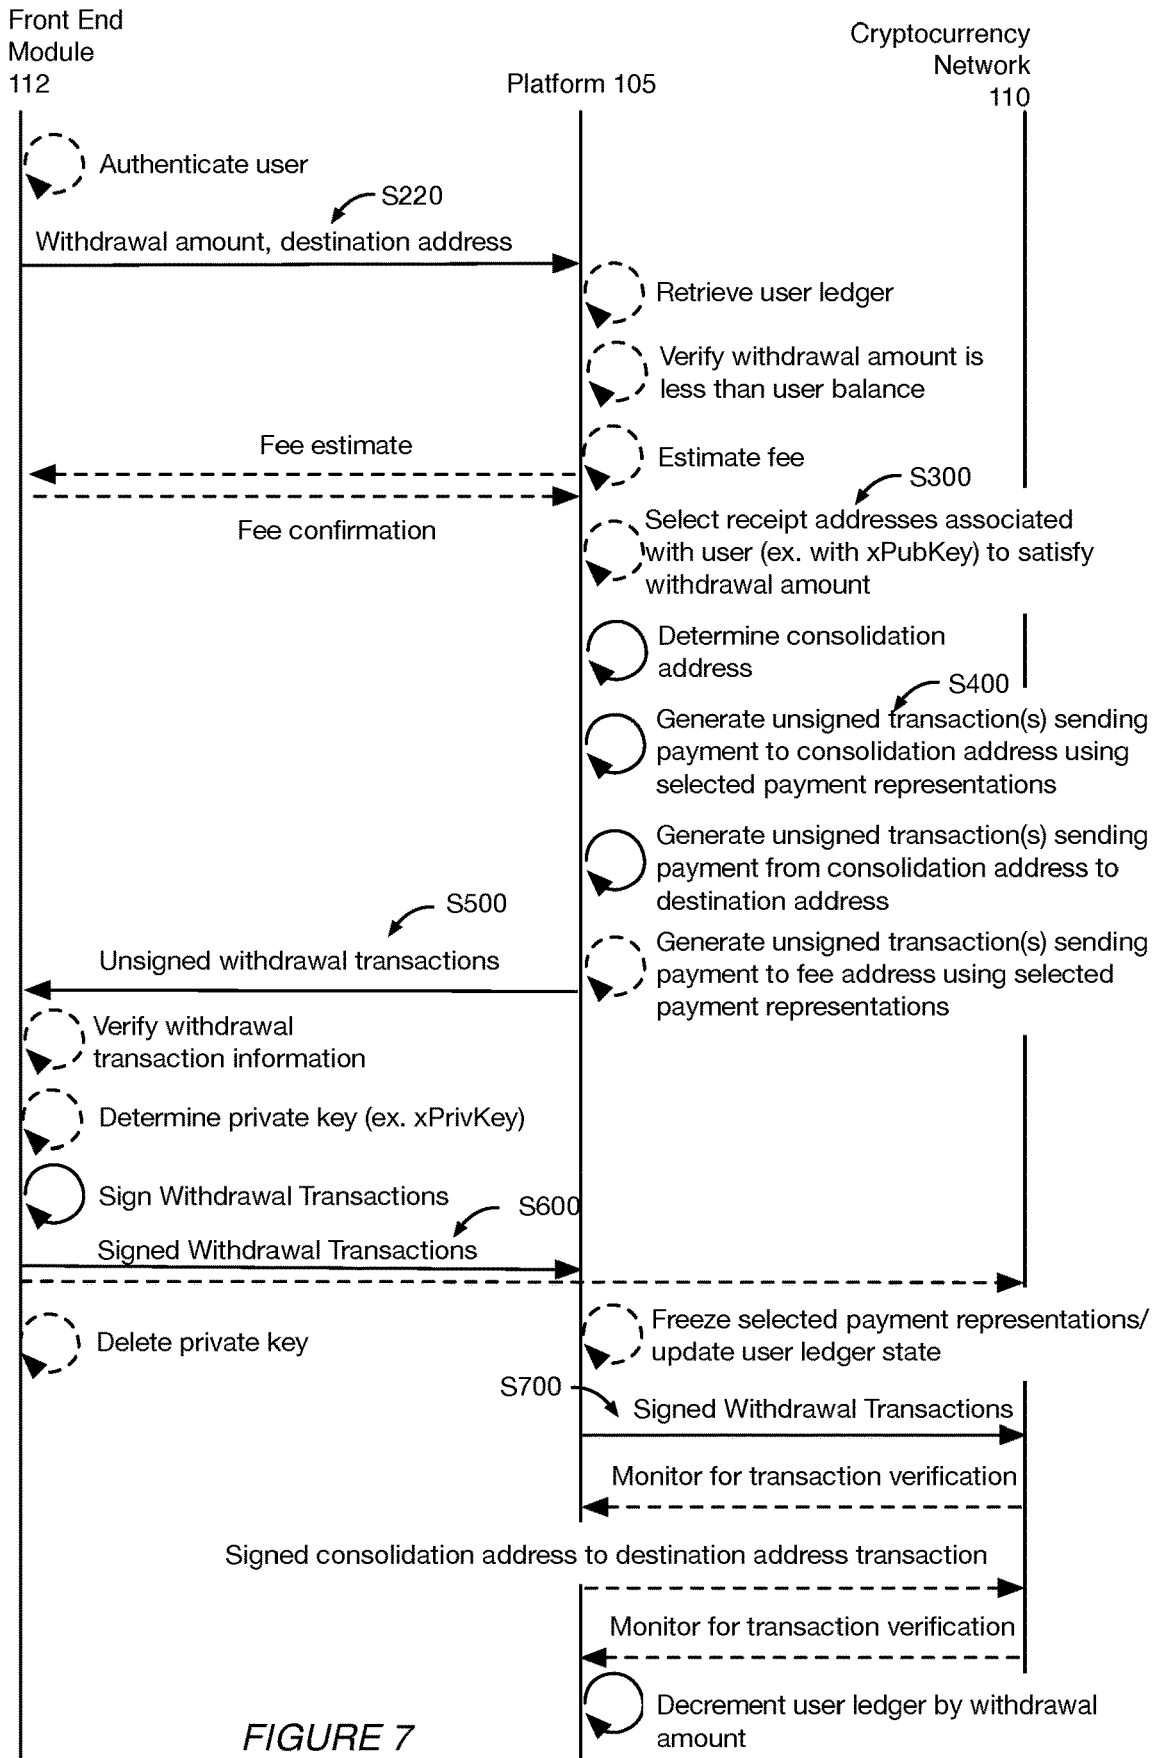 Front End
Module
112
Platform 105
Cryptocurrency
Network
110
Authenticate user
S220
Withdrawal amount, destination address
Retrieve user ledger
Verify withdrawal amount is
less than user balance
Fee estimate
Estimate fee
Fee confirmation
S300
Select receipt addresses associated
with user (ex. with xPubKey) to satisfy
withdrawal amount
Determine consolidation
address
S400
Generate unsigned transaction(s) sending
payment to consolidation address using
selected payment representations
Generate unsigned transaction(s) sending
payment from consolidation address to
destination address
S500
Unsigned withdrawal transactions
Generate unsigned transaction(s) sending
payment to fee address using selected
payment representations
Verify withdrawal
transaction information
Determine private key (ex. xPrivKey)
Sign Withdrawal Transactions
S600
Signed Withdrawal Transactions
Delete private key
Freeze selected payment representations/
update user ledger state
S700
Signed Withdrawal Transactions
Monitor for transaction verification
Signed consolidation address to destination address transaction
Monitor for transaction verification
Decrement user ledger by withdrawal
amount
FIGURE 7